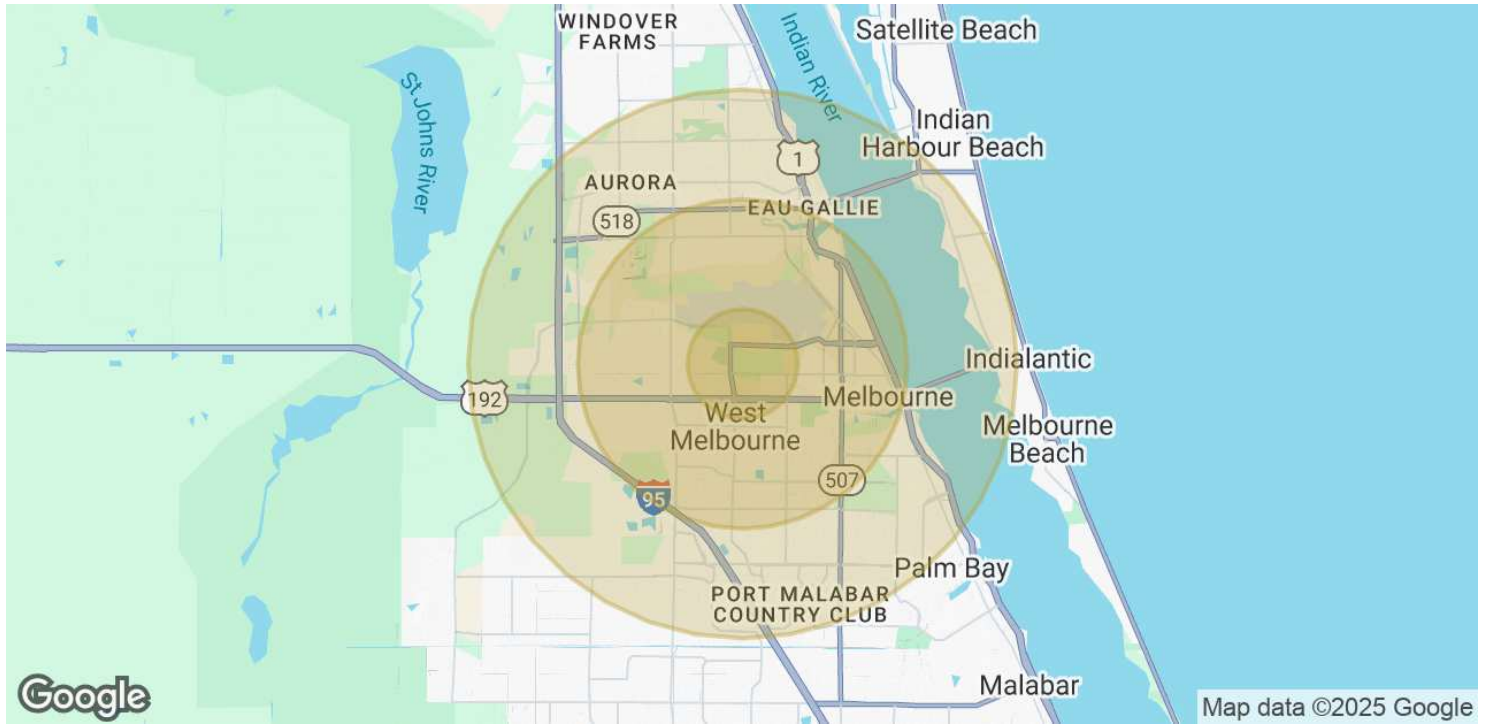 WINDOVER
FARMS
Satellite Beach
Indian River
St Johns River
Indian
Harbour Beach
1
AURORA
518
EAU GALLIE
Indialantic
192
Melbourne
West
Melbourne
Melbourne
Beach
507
95
Palm Bay
PORT MALABAR
COUNTRY CLUB
Malabar
Google
Map data ©2025 Google